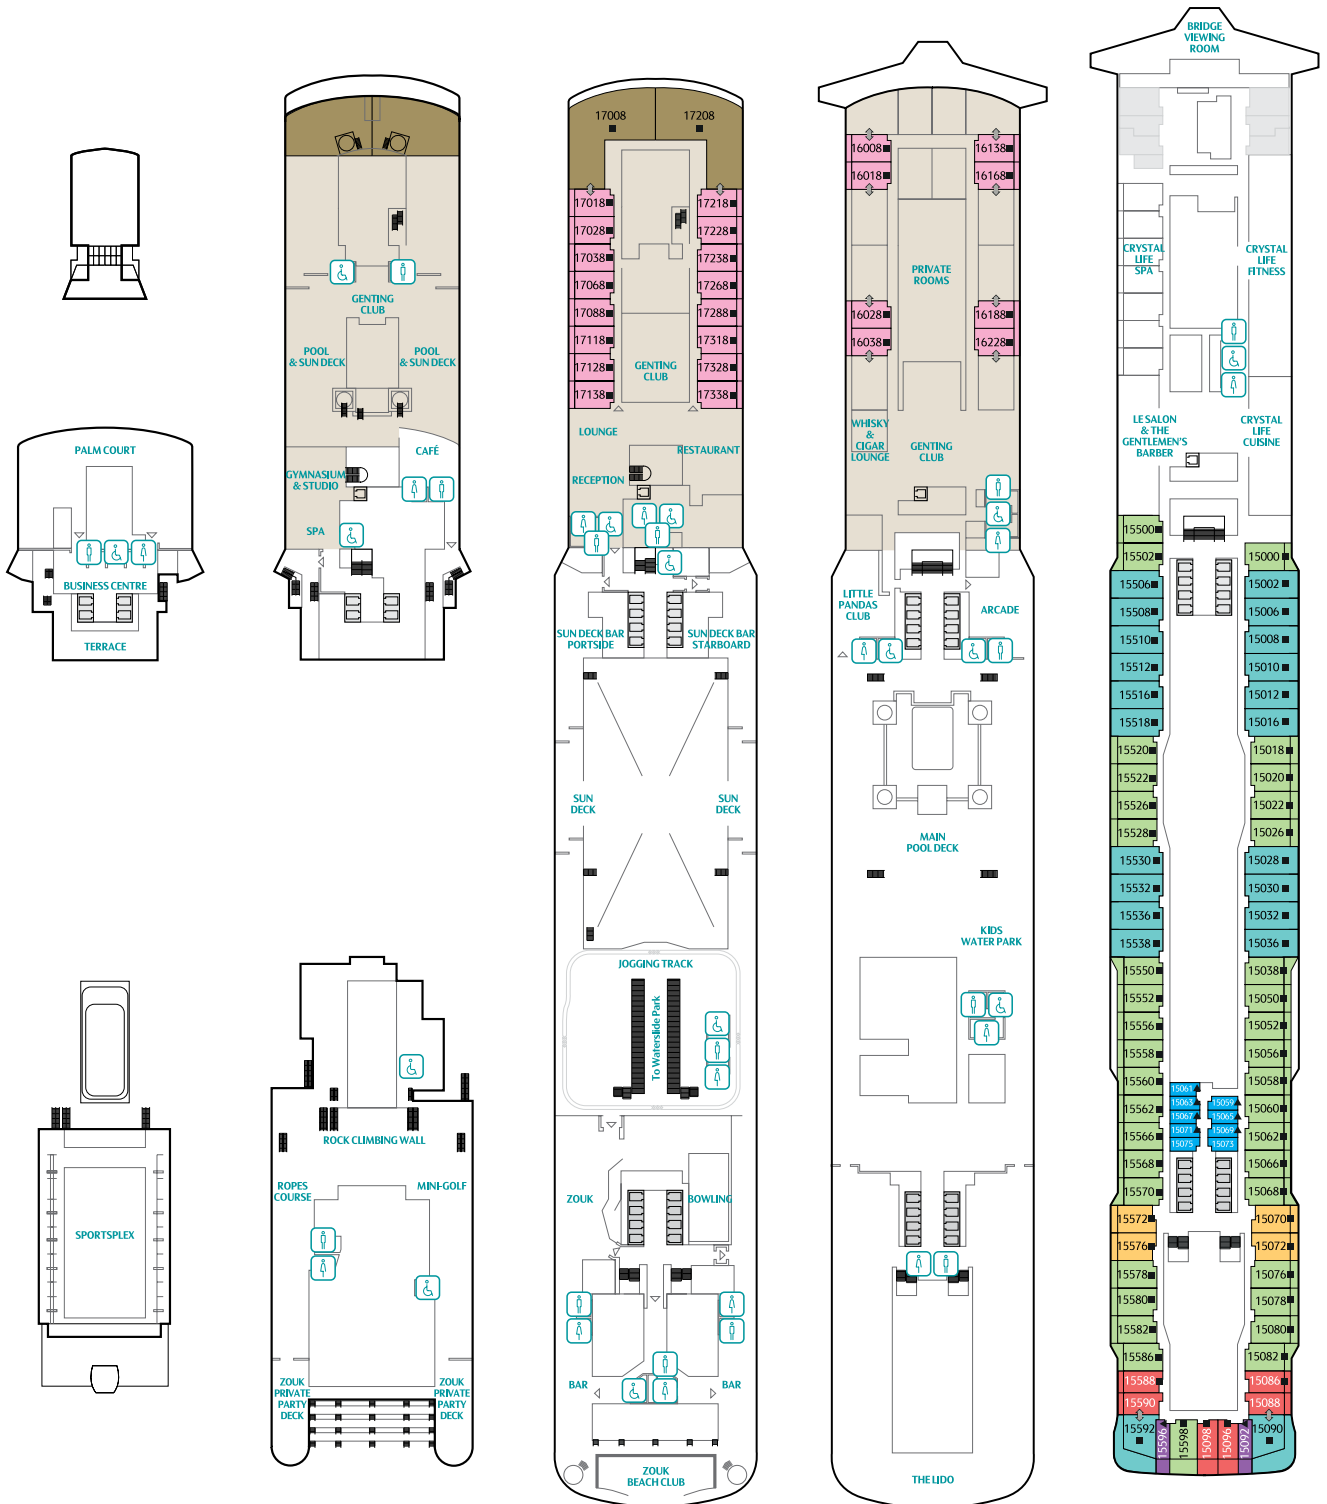 PALM COURT
BUSINESS CENTRE
TERRACE
SPORTSPLEX
GENTING
CLUB
POOL
& SUN DECK
POOL
& SUN DECK
CAFÉ
GYMNASIUM
& STUDIO
SPA
ROCK CLIMBING WALL
ROPES
COURSE
MINI-GOLF
ZOUK
PRIVATE
PARTY
DECK
ZOUK
PRIVATE
PARTY
DECK
17008
17208
17018
17218
17028
17228
17038
17238
17068
17268
17088
17288
17118
17318
17128
17328
17138
17338
GENTING
CLUB
LOUNGE
RESTAURANT
RECEPTION
SUN DECK BAR
PORTSIDE
SUN DECK BAR
STARBOARD
SUN
DECK
SUN
DECK
JOGGING TRACK
To Waterslide Park
ZOUK
BOWLING
BAR
BAR
ZOUK
BEACH CLUB
16008
16138
16018
16168
PRIVATE
ROOMS
16028
16188
16038
16228
WHISKY
&
CIGAR
LOUNGE
GENTING
CLUB
LITTLE
PANDAS
CLUB
ARCADE
MAIN
POOL DECK
KIDS
WATER PARK
THE LIDO
BRIDGE
VIEWING
ROOM
CRYSTAL
LIFE
SPA
CRYSTAL
LIFE
FITNESS
LE SALON
& THE
GENTLEMEN'S
BARBER
CRYSTAL
LIFE
CUISINE
15500
15502
15000
15506
15002
15508
15006
15510
15008
15512
15010
15516
15012
15518
15016
15520
15018
15522
15020
15526
15022
15528
15026
15530
15028
15532
15030
15536
15032
15538
15036
15550
15038
15552
15050
15556
15052
15558
15056
15560
15058
15562
15060
15566
15062
15568
15066
15570
15068
15061
15063
15059
15067
15065
15071
15069
15075
15073
15572
15070
15576
15072
15578
15076
15580
15078
15582
15080
15586
15082
15588
15086
15590
15088
15592
15596
15598
15098
15096
15092
15090